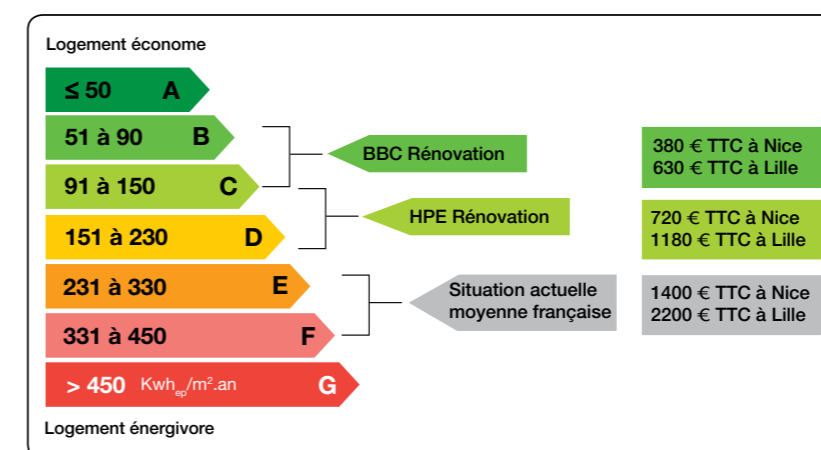 Logement économe
≤ 50 A
51 à 90 B
91 à 150 C
151 à 230 D
231 à 330 E
331 à 450 F
> 450 Kwhep/m².an G
Logement énergivore
BBC Rénovation
380 € TTC à Nice
630 € TTC à Lille
HPE Rénovation
720 € TTC à Nice
1180 € TTC à Lille
Situation actuelle
moyenne française
1400 € TTC à Nice
2200 € TTC à Lille